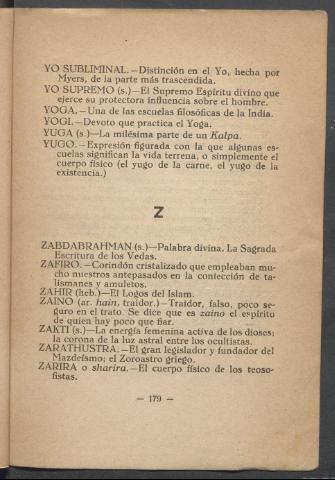 YO SUBLIMINAL.—Distinción en el Yo, hecha por
Myers, de la parte más trascendida.
YO SUPREMO (s.)—El Supremo Espíritu divino que
ejerce su protectora influencia sobre el hombre.
YOGA.—Una de las escuelas filosóficas de la India.
YOGI.—Devoto que practica el Yoga.
YUGA (s.)—La milésima parte de un Kalpa.
YUGO.—Expresión figurada con la que algunas es-
cuelas significan la vida terrena, o simplemente el
cuerpo físico (el yugo de la carne, el yugo de la
existencia.)
Z
ZABDABRAHMAN (s.)—Palabra divina. La Sagrada
Escritura de los Vedas.
ZAFIRO.—Corindón cristalizado que empleaban mu-
cho nuestros antepasados en la confección de ta-
lismanes y amuletos.
ZAHIR (heb.)—El Logos del Islam.
ZAINO (ar. hain, traidor.)—Traidor, falso, poco se-
guro en el trato. Se dice que es zaino el espíritu
de quien hay poco que fiar.
ZAKTI (s.)—La energía femenina activa de los dioses;
la corona de la luz astral entre los ocultistas.
ZARATHUSTRA.—El gran legislador y fundador del
Mazdeísmo; el Zoroastro griego.
ZARIRA o sharira.—El cuerpo físico de los teoso-
fistas.
— 179 —